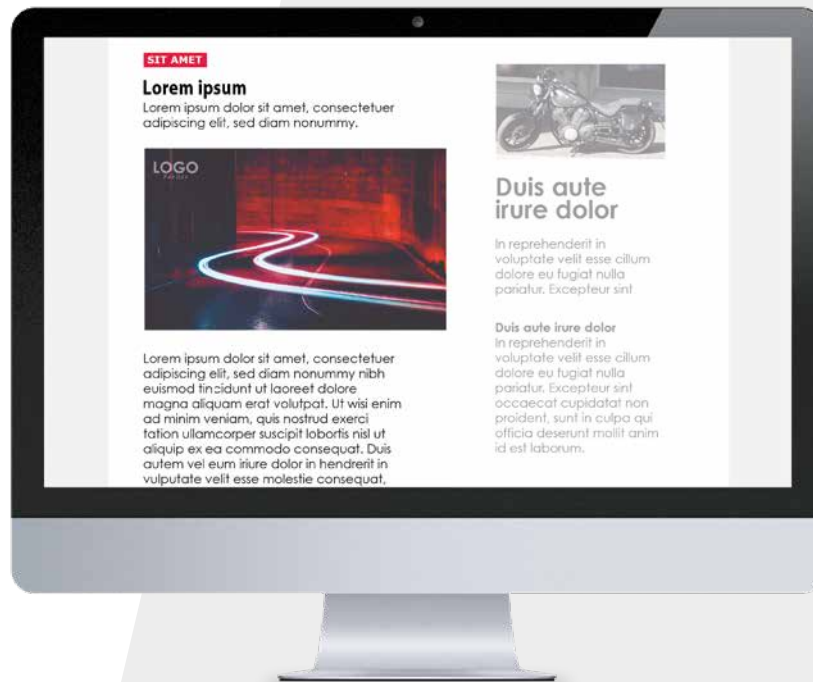 SIT AMET
Lorem ipsum
Lorem ipsum dolor sit amet, consectetuer
adipiscing elit, sed diam nonummy.
LOGO
Lorem ipsum dolor sit amet, consectetuer
adipiscing elit, sed diam nonummy nibh
euismod tincidunt ut laoreet dolore
magna aliquam erat volutpat. Ut wisi enim
ad minim veniam, quis nostrud exerci
tation ullamcorper suscipit lobortis nisl ut
aliquip ex ea commodo consequat. Duis
autem vel eum iriure dolor in hendrerit in
vulputate velit esse molestie consequat,
Duis aute
irure dolor
In reprehenderit in
voluptate velit esse cillum
dolore eu fugiat nulla
pariatur. Excepteur sint
Duis aute irure dolor
In reprehenderit in
voluptate velit esse cillum
dolore eu fugiat nulla
pariatur. Excepteur sint
occaecat cupidatat non
proident, sunt in culpa qui
officia deserunt mollit anim
id est laborum.